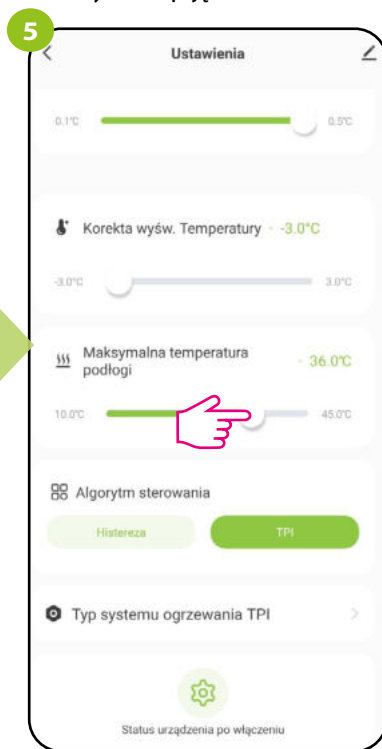 5
Ustawienia
0.1°C 0.5°C
Korekta wyśw. Temperatury - -3.0°C
-3.0°C 3.0°C
Maksymalna temperatura
podłogi
- 36.0°C
10.0°C 45.0°C
Algorytm sterowania
Histereza TPI
Typ systemu ogrzewania TPI
Status urządzenia po włączeniu